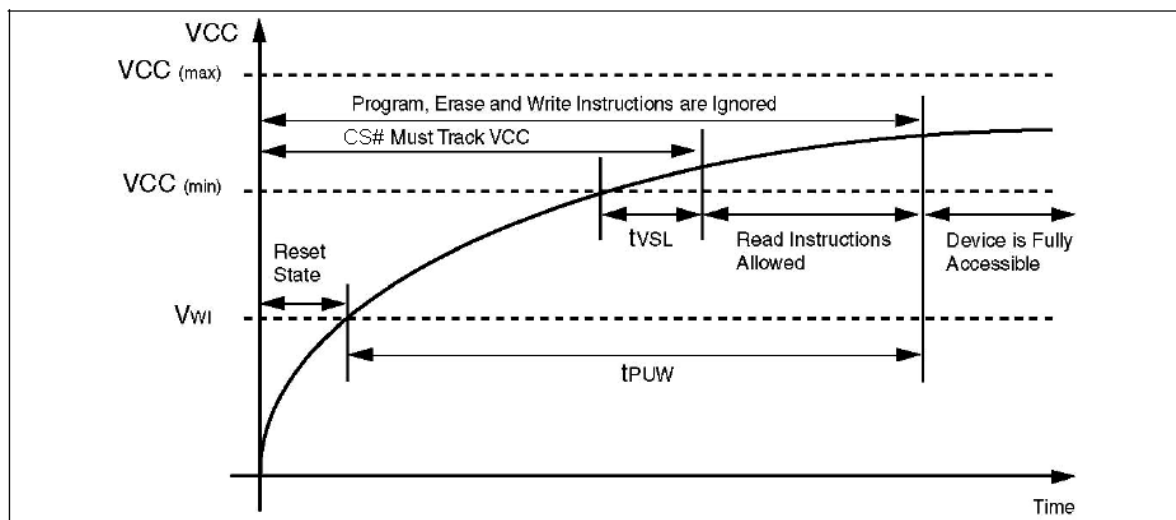 VCC
VCC (max)
Program, Erase and Write Instructions are Ignored
CS# Must Track VCC
VCC (min)
tVSL
Read Instructions
Allowed
Device is Fully
Accessible
Reset
State
VWI
tPUW
Time